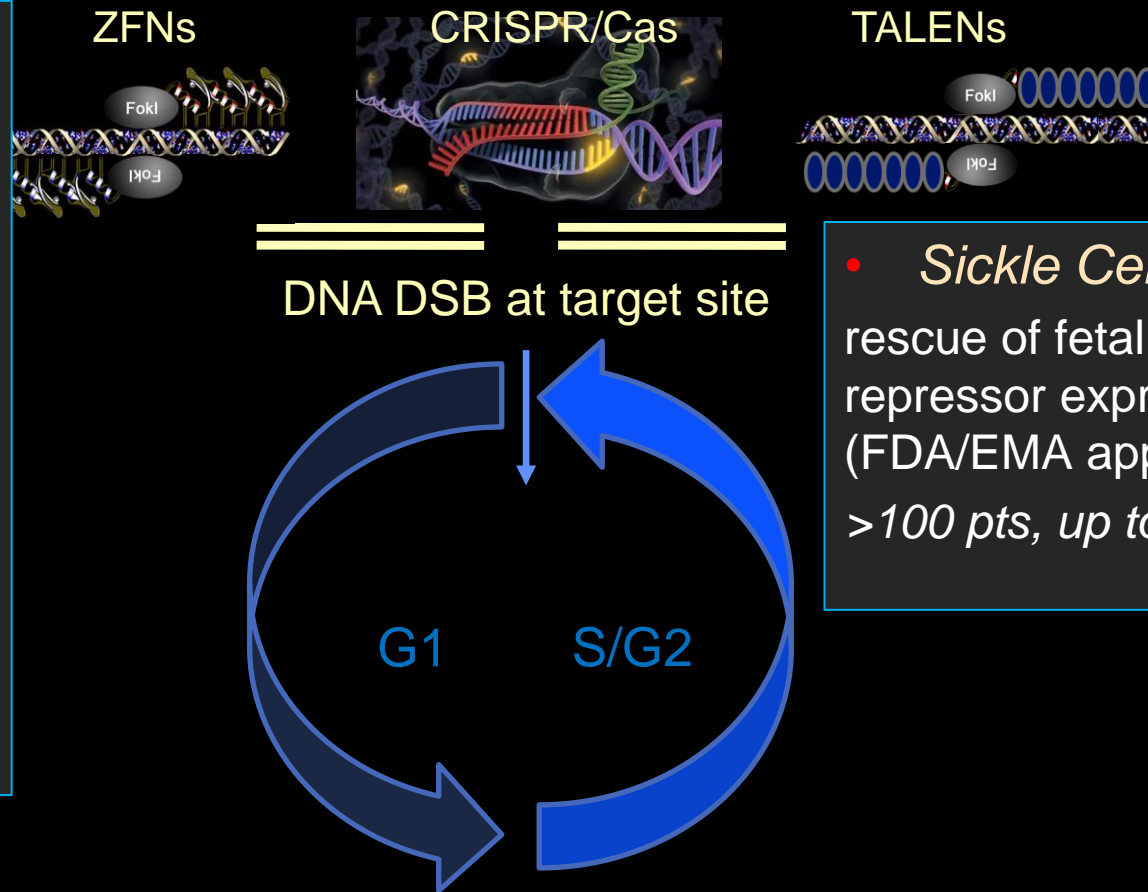 ZFNs
CRISPR/Cas
TALENs
FokI
FokI
FokI
FokI
DNA DSB at target site
• Sickle Ce
rescue of fetal
repressor expr
(FDA/EMA app
>100 pts, up to
G1
S/G2